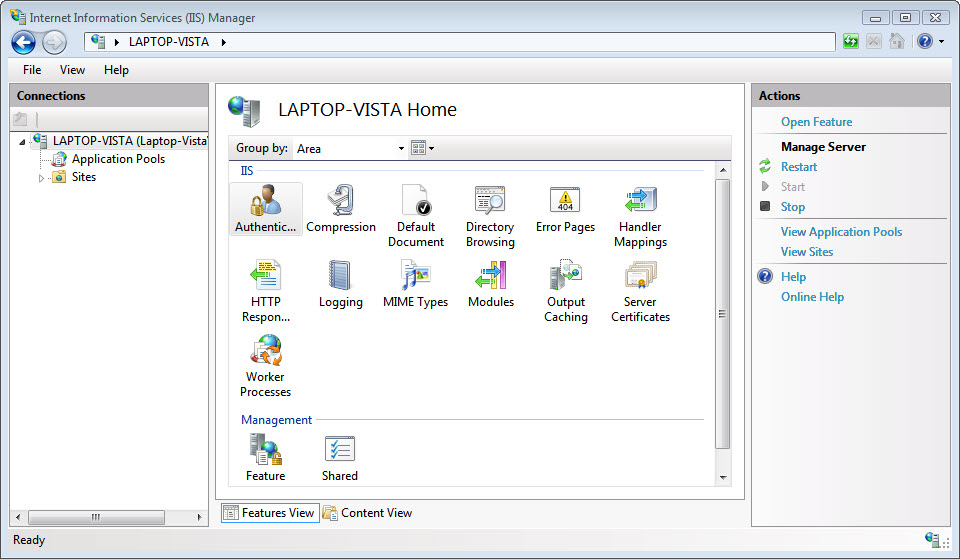 Internet Information Services (IIS) Manager
LAPTOP-VISTA
File View Help
Connections
LAPTOP-VISTA (Laptop-Vista\
Application Pools
Sites
LAPTOP-VISTA Home
Group by: Area
IIS
Authentic... Compression Default Document Directory Browsing Error Pages 404 Handler Mappings
HTTP Respon... Logging MIME Types Modules Output Caching Server Certificates
Worker Processes
Management
Feature Shared
Features View Content View
Actions
Open Feature
Manage Server
Restart
Start
Stop
View Application Pools
View Sites
Help
Online Help
Ready